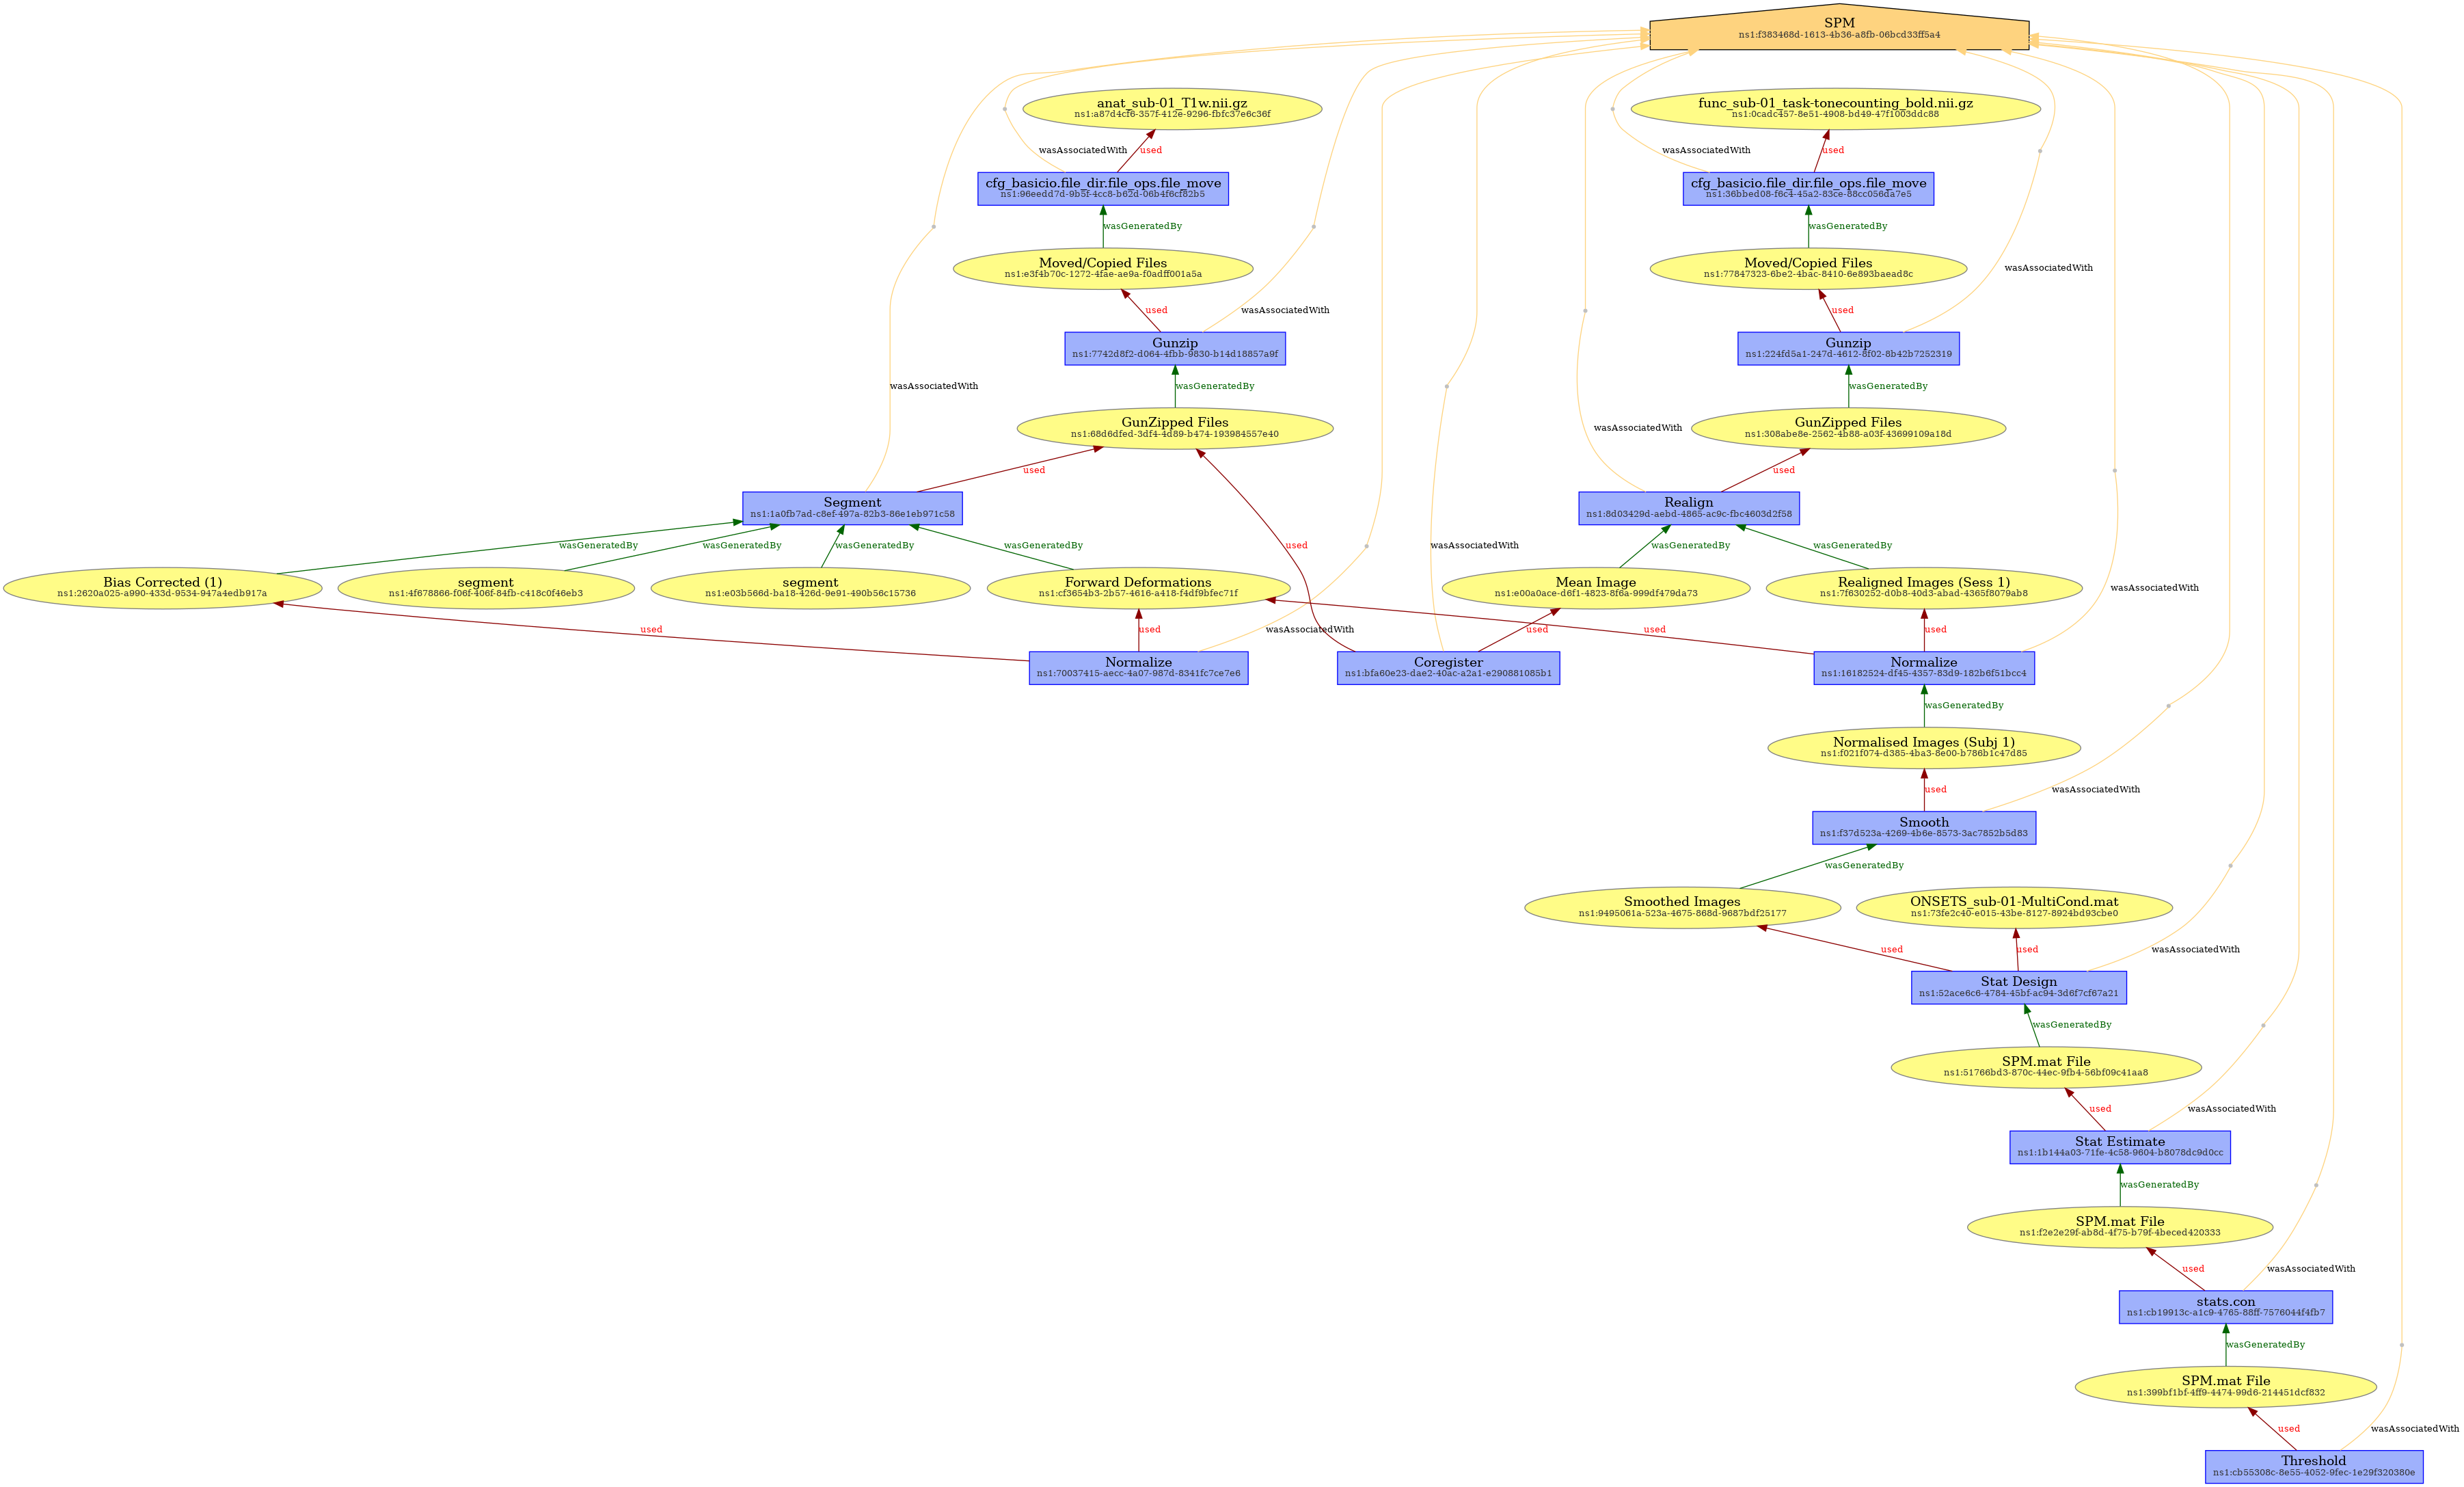 SPM
ns1:f383468d-1613-4b36-a8fb-06bcd33ff5a4
anat_sub-01_T1w.nii.gz
ns1:a87d4cf6-357f-412e-9296-fbfc37e6c36f
func_sub-01_task-tonecounting_bold.nii.gz
ns1:0cadc457-8e51-4908-bd49-47f1003ddc88
wasAssociatedWith
used
wasAssociatedWith
used
cfg_basicio.file_dir.file_ops.file_move
ns1:96eedd7d-9b5f-4cc8-b62d-06b4f6cf82b5
cfg_basicio.file_dir.file_ops.file_move
ns1:36bbed08-f6c4-45a2-83ce-88cc056da7e5
wasGeneratedBy
wasGeneratedBy
Moved/Copied Files
ns1:e3f4b70c-1272-4fae-ae9a-f0adff001a5a
Moved/Copied Files
ns1:77847323-6be2-4bac-8410-6e893baead8c
wasAssociatedWith
used
wasAssociatedWith
used
Gunzip
ns1:7742d8f2-d064-4fbb-9830-b14d18857a9f
Gunzip
ns1:224fd5a1-247d-4612-8f02-8b42b7252319
wasAssociatedWith
wasGeneratedBy
wasGeneratedBy
GunZipped Files
ns1:68d6dfed-3df4-4d89-b474-193984557e40
GunZipped Files
ns1:308abe8e-2562-4b88-a03f-43699109a18d
wasAssociatedWith
used
used
Segment
ns1:1a0fb7ad-c8ef-497a-82b3-86e1eb971c58
Realign
ns1:8d03429d-aebd-4865-ac9c-fbc4603d2f58
wasGeneratedBy
wasGeneratedBy
wasGeneratedBy
wasGeneratedBy
used
wasAssociatedWith
wasGeneratedBy
wasGeneratedBy
Bias Corrected (1)
ns1:2620a025-a990-433d-9534-947a4edb917a
segment
ns1:4f678866-f06f-406f-84fb-c418c0f46eb3
segment
ns1:e03b566d-ba18-426d-9e91-490b56c15736
Forward Deformations
ns1:cf3654b3-2b57-4616-a418-f4df9bfec71f
Mean Image
ns1:e00a0ace-d6f1-4823-8f6a-999df479da73
Realigned Images (Sess 1)
ns1:7f630252-d0b8-40d3-abad-4365f8079ab8
wasAssociatedWith
used
used
wasAssociatedWith
used
used
used
Normalize
ns1:70037415-aecc-4a07-987d-8341fc7ce7e6
Coregister
ns1:bfa60e23-dae2-40ac-a2a1-e290881085b1
Normalize
ns1:16182524-df45-4357-83d9-182b6f51bcc4
wasGeneratedBy
Normalised Images (Subj 1)
ns1:f021f074-d385-4ba3-8e00-b786b1c47d85
used
wasAssociatedWith
Smooth
ns1:f37d523a-4269-4b6e-8573-3ac7852b5d83
wasGeneratedBy
Smoothed Images
ns1:9495061a-523a-4675-868d-9687bdf25177
ONSETS_sub-01-MultiCond.mat
ns1:73fe2c40-e015-43be-8127-8924bd93cbe0
used
used
wasAssociatedWith
Stat Design
ns1:52ace6c6-4784-45bf-ac94-3d6f7cf67a21
wasGeneratedBy
SPM.mat File
ns1:51766bd3-870c-44ec-9fb4-56bf09c41aa8
used
wasAssociatedWith
Stat Estimate
ns1:1b144a03-71fe-4c58-9604-b8078dc9d0cc
wasGeneratedBy
SPM.mat File
ns1:f2e2e29f-ab8d-4f75-b79f-4beced420333
used
wasAssociatedWith
stats.con
ns1:cb19913c-a1c9-4765-88ff-7576044f4fb7
wasGeneratedBy
SPM.mat File
ns1:399bf1bf-4ff9-4474-99d6-214451dcf832
used
wasAssociatedWith
Threshold
ns1:cb55308c-8e55-4052-9fec-1e29f320380e